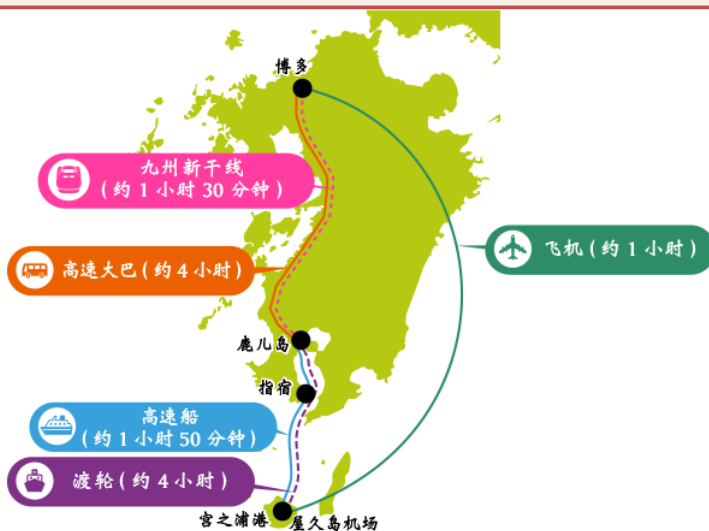 博多
九州新干线
(约 1 小时 30 分钟)
飞机(约 1 小时)
高速大巴(约 4 小时)
鹿儿岛
指宿
高速船
(约 1 小时 50 分钟)
渡轮(约 4 小时)
宫之浦港
屋久岛机场